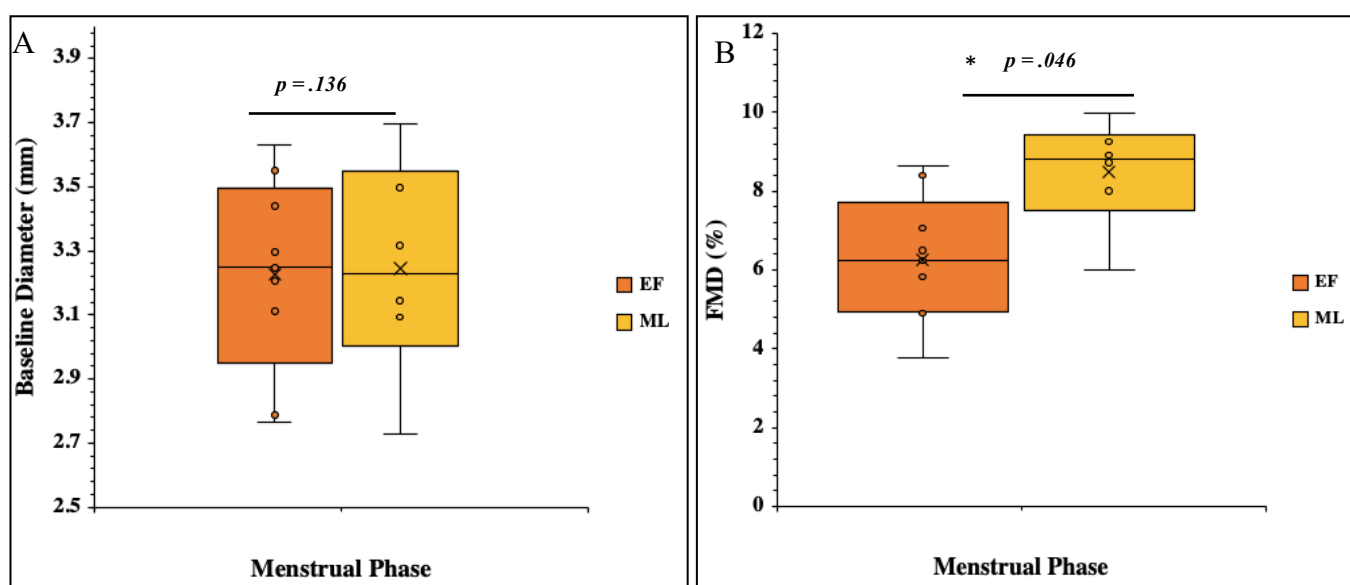 A
p = .136
3.9
3.7
3.5
3.3
3.1
2.9
2.7
2.5
Baseline Diameter (mm)
EF
ML
Menstrual Phase
B
* p = .046
12
10
8
6
4
2
0
FMD (%)
EF
ML
Menstrual Phase